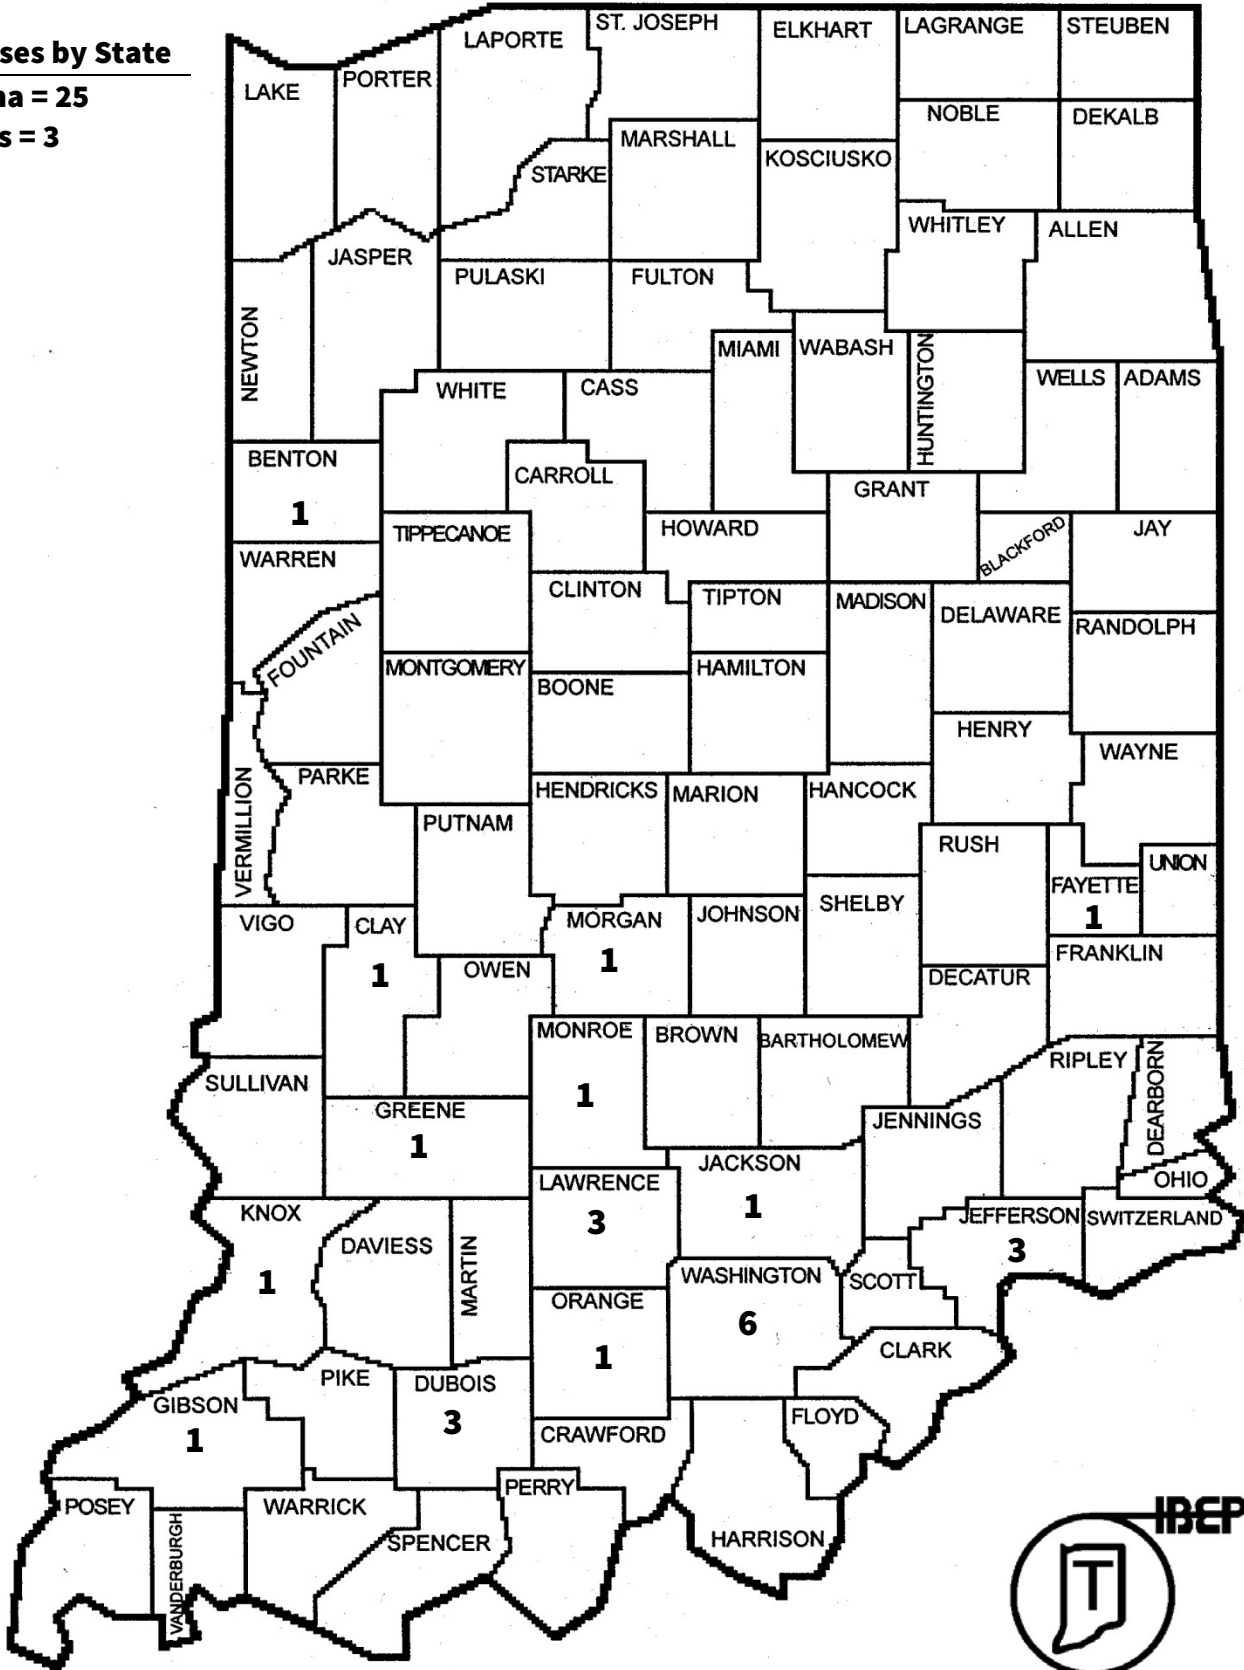 ses by State
na = 25
s = 3
LAPORTE
ST. JOSEPH
ELKHART
LAGRANGE
STEUBEN
LAKE
PORTER
NOBLE
DEKALB
MARSHALL
KOSCIUSKO
STARKE
WHITLEY
ALLEN
JASPER
PULASKI
FULTON
NEWTON
MIAMI
WABASH
HUNTINGTON
WELLS
ADAMS
WHITE
CASS
BENTON
1
CARROLL
GRANT
TIPPECANOE
HOWARD
BLACKFORD
JAY
WARREN
CLINTON
TIPTON
MADISON
DELAWARE
RANDOLPH
FOUNTAIN
MONTGOMERY
BOONE
HAMILTON
HENRY
WAYNE
VERMILLION
PARKE
HENDRICKS
MARION
HANCOCK
PUTNAM
RUSH
UNION
FAYETTE
1
VIGO
CLAY
1
MORGAN
1
JOHNSON
SHELBY
FRANKLIN
OWEN
DECATUR
MONROE
1
BROWN
BARTHOLOMEW
RIPLEY
DEARBORN
SULLIVAN
GREENE
1
JENNINGS
JACKSON
1
OHIO
LAWRENCE
3
KNOX
1
DAVIESS
MARTIN
JEFFERSON
3
SWITZERLAND
WASHINGTON
6
SCOTT
ORANGE
1
CLARK
PIKE
DUBOIS
3
GIBSON
1
FLOYD
CRAWFORD
PERRY
POSEY
VANDERBURGH
WARRICK
SPENCER
HARRISON
IBEP
T